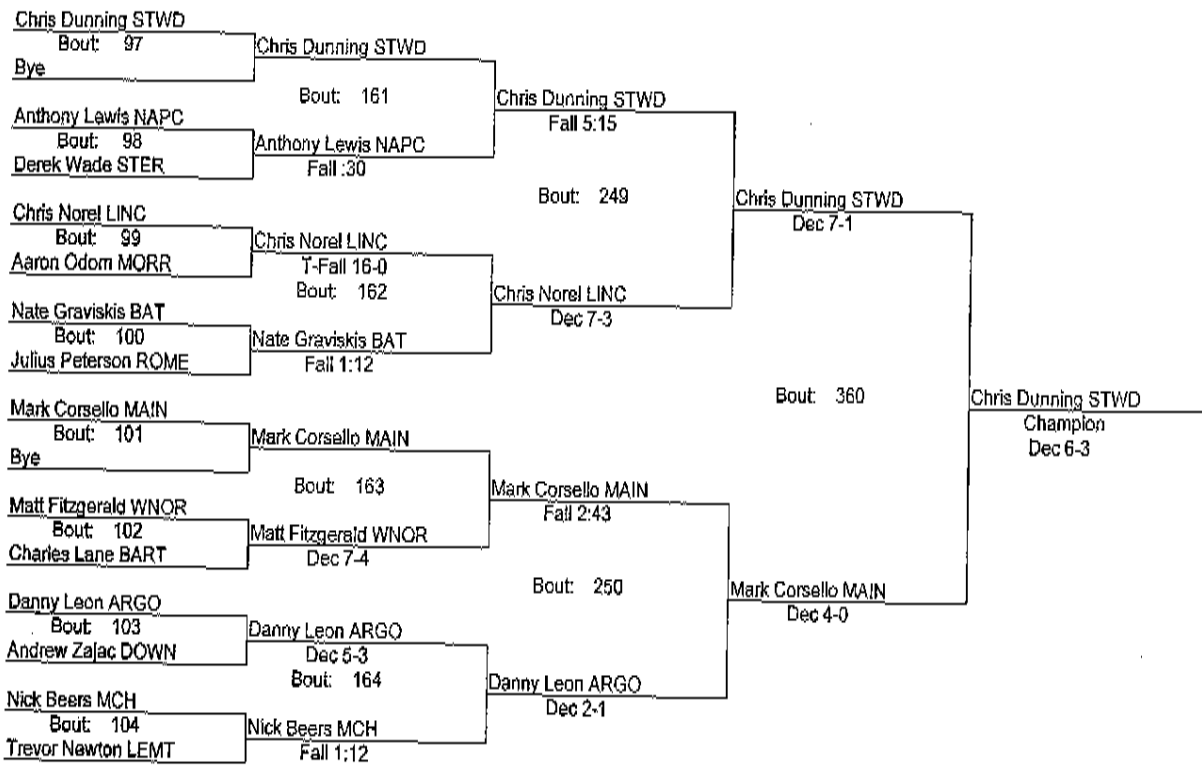 Chris Dunning STWD
Bout: 97
Bye
Chris Dunning STWD
Bout: 161
Anthony Lewis NAPC
Bout: 98
Derek Wade STER
Anthony Lewis NAPC
Fall :30
Chris Dunning STWD
Fall 5:15
Bout: 249
Chris Norel LINC
Bout: 99
Aaron Odom MORR
Chris Norel LINC
T-Fall 16-0
Bout: 162
Nate Graviskis BAT
Bout: 100
Julius Peterson ROME
Nate Graviskis BAT
Fall 1:12
Chris Norel LINC
Dec 7-3
Chris Dunning STWD
Dec 7-1
Bout: 360
Mark Corsello MAIN
Bout: 101
Bye
Mark Corsello MAIN
Bout: 163
Matt Fitzgerald WNOR
Bout: 102
Charles Lane BART
Matt Fitzgerald WNOR
Dec 7-4
Mark Corsello MAIN
Fall 2:43
Bout: 250
Danny Leon ARGO
Bout: 103
Andrew Zajac DOWN
Danny Leon ARGO
Dec 5-3
Bout: 164
Nick Beers MCH
Bout: 104
Trevor Newton LEMT
Nick Beers MCH
Fall 1:12
Danny Leon ARGO
Dec 2-1
Mark Corsello MAIN
Dec 4-0
Chris Dunning STWD
Champion
Dec 6-3